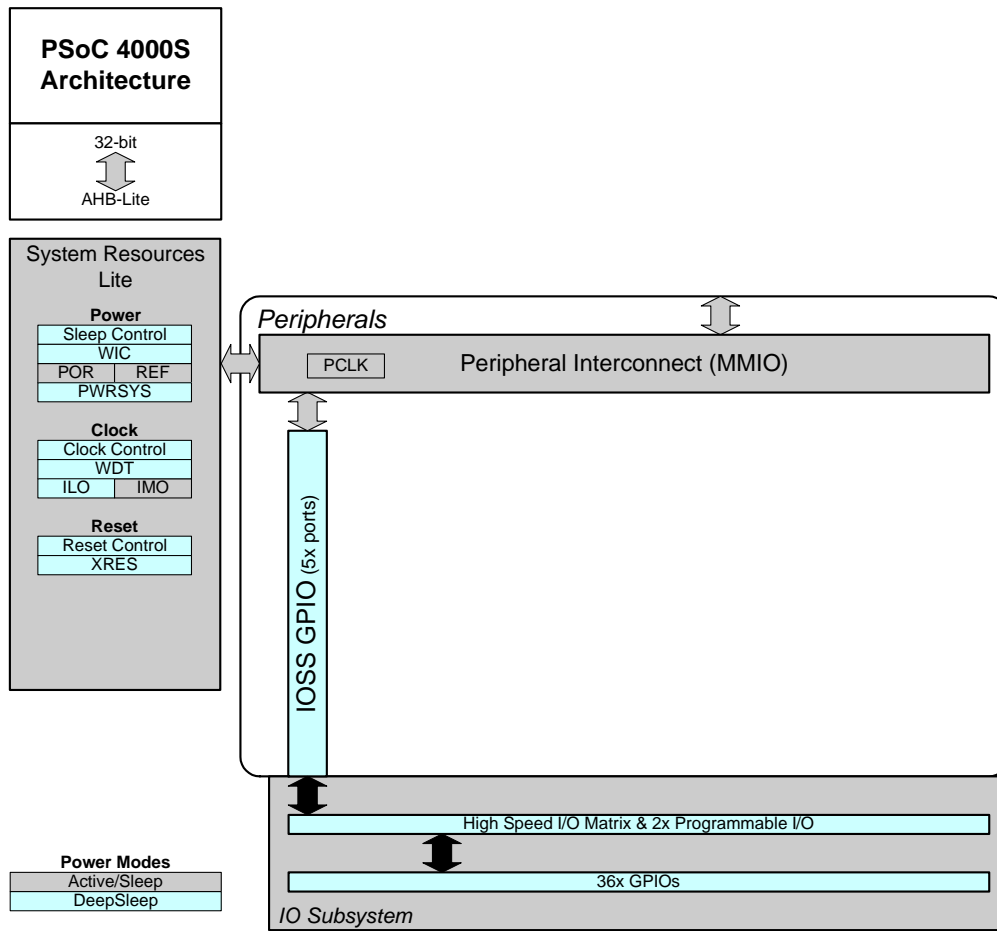 PSoC 4000S
Architecture
32-bit
AHB-Lite
System Resources
Lite
Power
Sleep Control
WIC
POR REF
PWRSYS
Clock
Clock Control
WDT
ILO IMO
Reset
Reset Control
XRES
Peripherals
PCLK
Peripheral Interconnect (MMIO)
IOSS GPIO (5x ports)
High Speed I/O Matrix & 2x Programmable I/O
36x GPIOs
IO Subsystem
Power Modes
Active/Sleep
DeepSleep